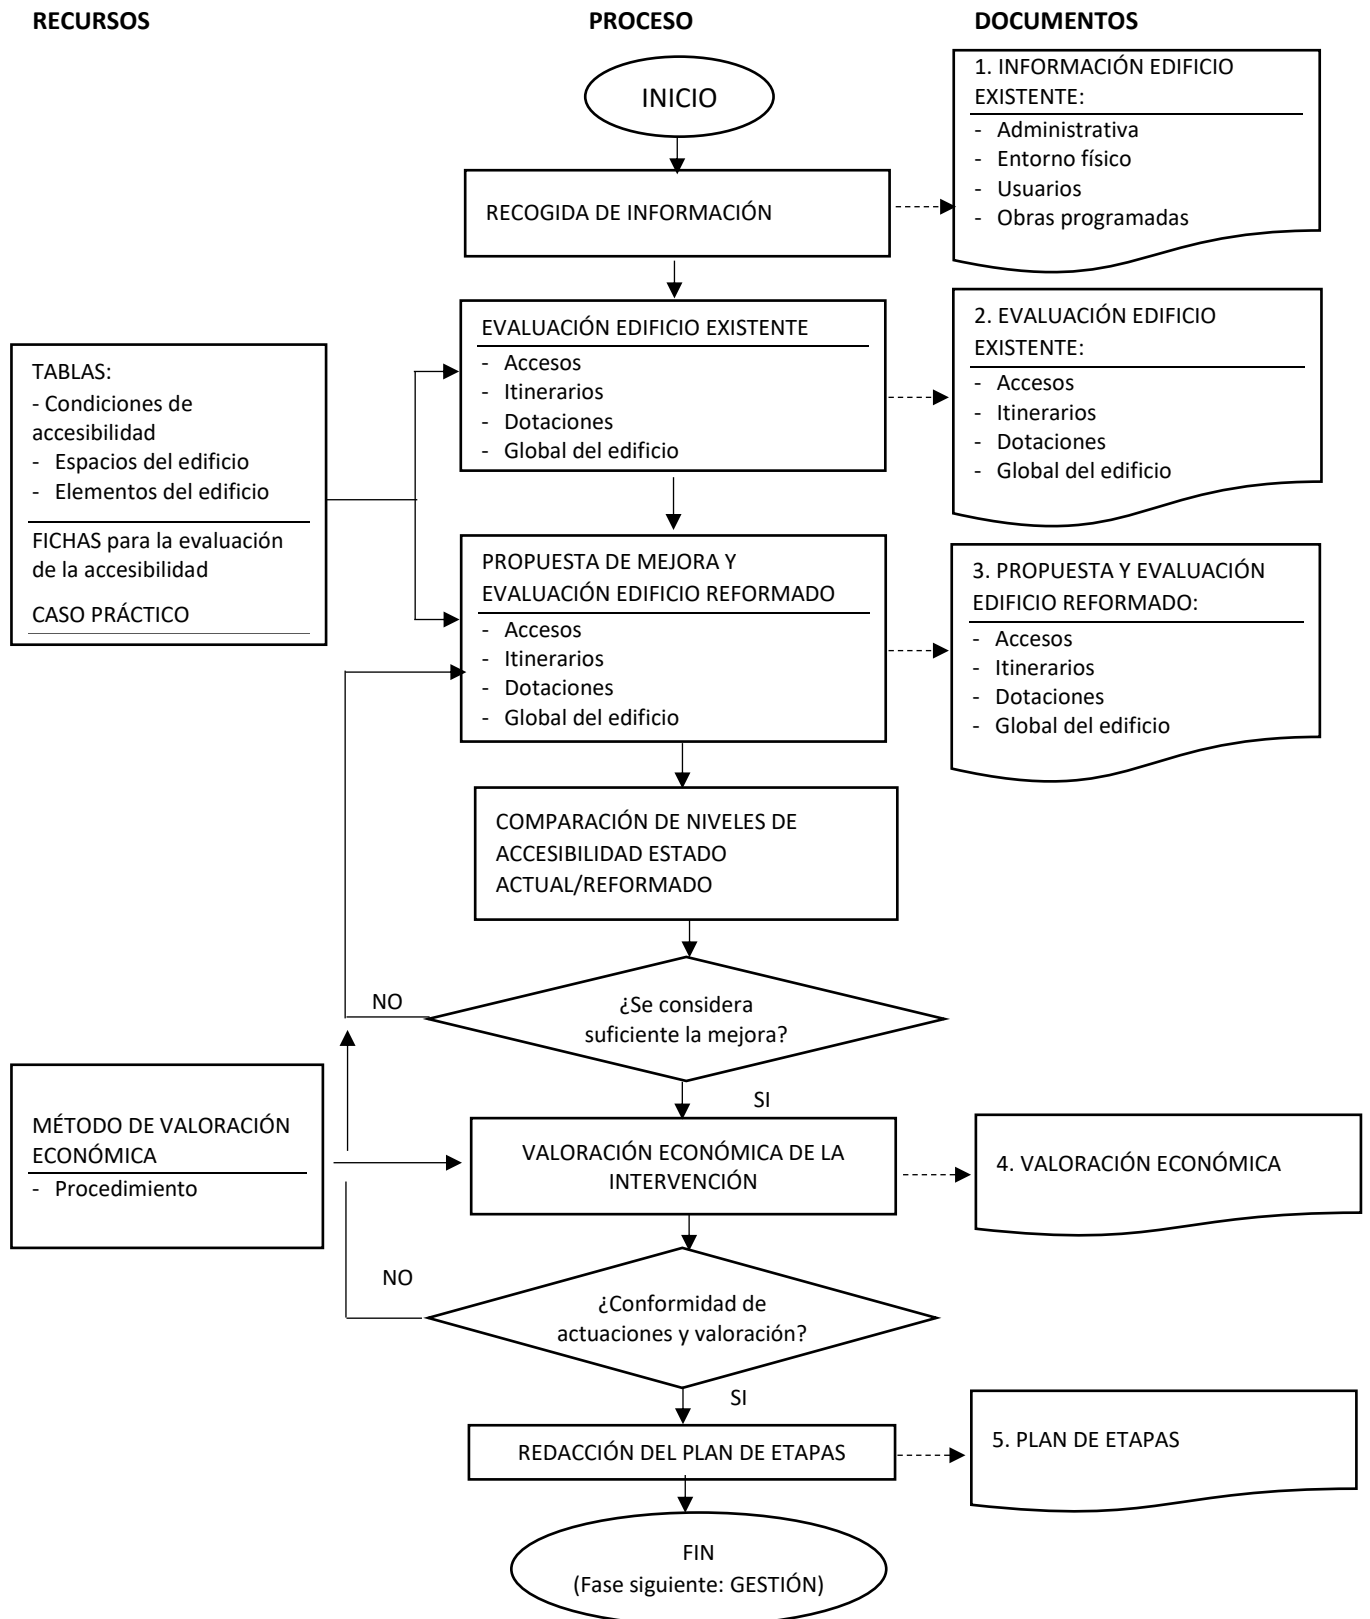 RECURSOS
PROCESO
DOCUMENTOS
INICIO
1. INFORMACIÓN EDIFICIO
EXISTENTE:
- Administrativa
- Entorno físico
- Usuarios
- Obras programadas
RECOGIDA DE INFORMACIÓN
EVALUACIÓN EDIFICIO EXISTENTE
- Accesos
- Itinerarios
- Dotaciones
- Global del edificio
2. EVALUACIÓN EDIFICIO
EXISTENTE:
- Accesos
- Itinerarios
- Dotaciones
- Global del edificio
TABLAS:
- Condiciones de
accesibilidad
- Espacios del edificio
- Elementos del edificio
FICHAS para la evaluación
de la accesibilidad
CASO PRÁCTICO
PROPUESTA DE MEJORA Y
EVALUACIÓN EDIFICIO REFORMADO
- Accesos
- Itinerarios
- Dotaciones
- Global del edificio
3. PROPUESTA Y EVALUACIÓN
EDIFICIO REFORMADO:
- Accesos
- Itinerarios
- Dotaciones
- Global del edificio
COMPARACIÓN DE NIVELES DE
ACCESIBILIDAD ESTADO
ACTUAL/REFORMADO
NO
¿Se considera
suficiente la mejora?
SI
MÉTODO DE VALORACIÓN
ECONÓMICA
- Procedimiento
VALORACIÓN ECONÓMICA DE LA
INTERVENCIÓN
4. VALORACIÓN ECONÓMICA
NO
¿Conformidad de
actuaciones y valoración?
SI
REDACCIÓN DEL PLAN DE ETAPAS
5. PLAN DE ETAPAS
FIN
(Fase siguiente: GESTIÓN)